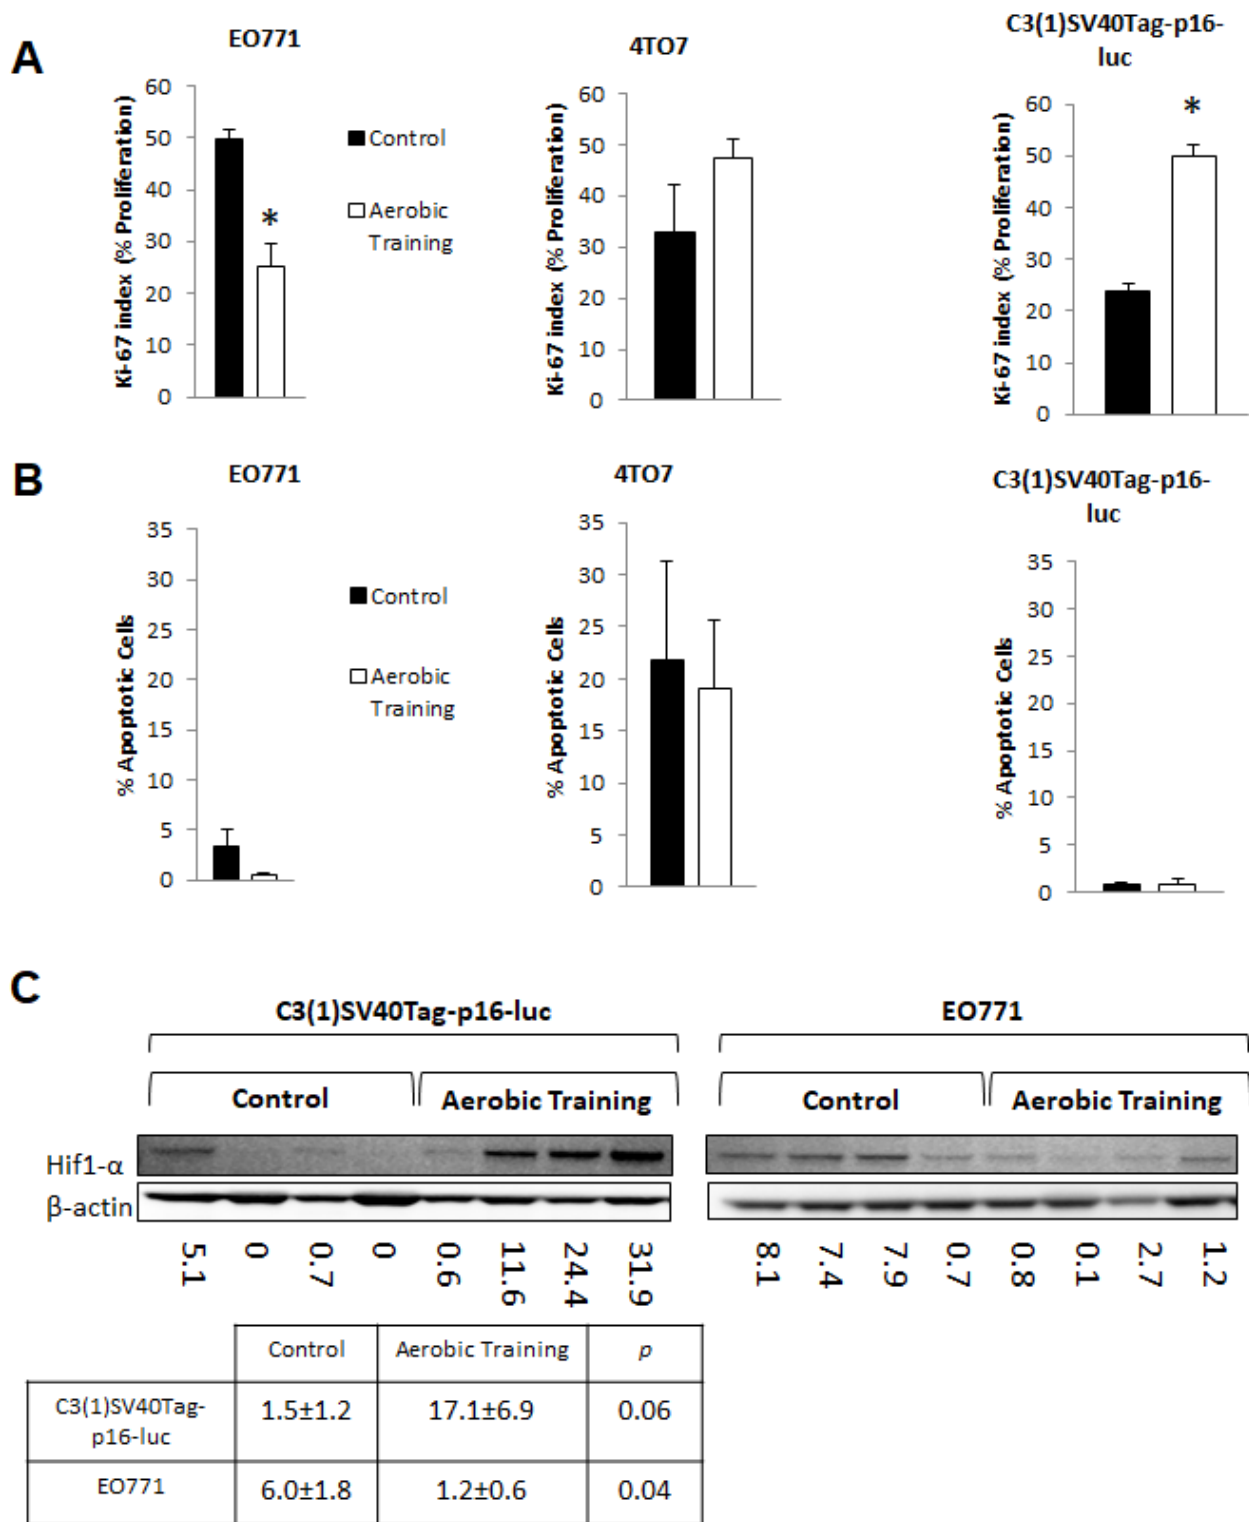 A
EO771
60
50
40
30
20
10
0
Ki-67 index (% Proliferation)
*
Control
Aerobic
Training
4TO7
60
50
40
30
20
10
0
Ki-67 index (% Proliferation)
C3(1)SV40Tag-p16-
luc
60
50
40
30
20
10
0
Ki-67 index (% Proliferation)
*
B
EO771
35
30
25
20
15
10
5
0
% Apoptotic Cells
Control
Aerobic
Training
4TO7
35
30
25
20
15
10
5
0
% Apoptotic Cells
C3(1)SV40Tag-p16-
luc
35
30
25
20
15
10
5
0
% Apoptotic Cells
C
C3(1)SV40Tag-p16-luc
EO771
Control
Aerobic Training
Control
Aerobic Training
Hif1-α
β-actin
5.1 0 0.7 0 0.6 11.6 24.4 31.9
8.1 7.4 7.9 0.7 0.8 0.1 2.7 1.2
Control Aerobic Training p
C3(1)SV40Tag-
p16-luc
1.5±1.2 17.1±6.9 0.06
EO771 6.0±1.8 1.2±0.6 0.04